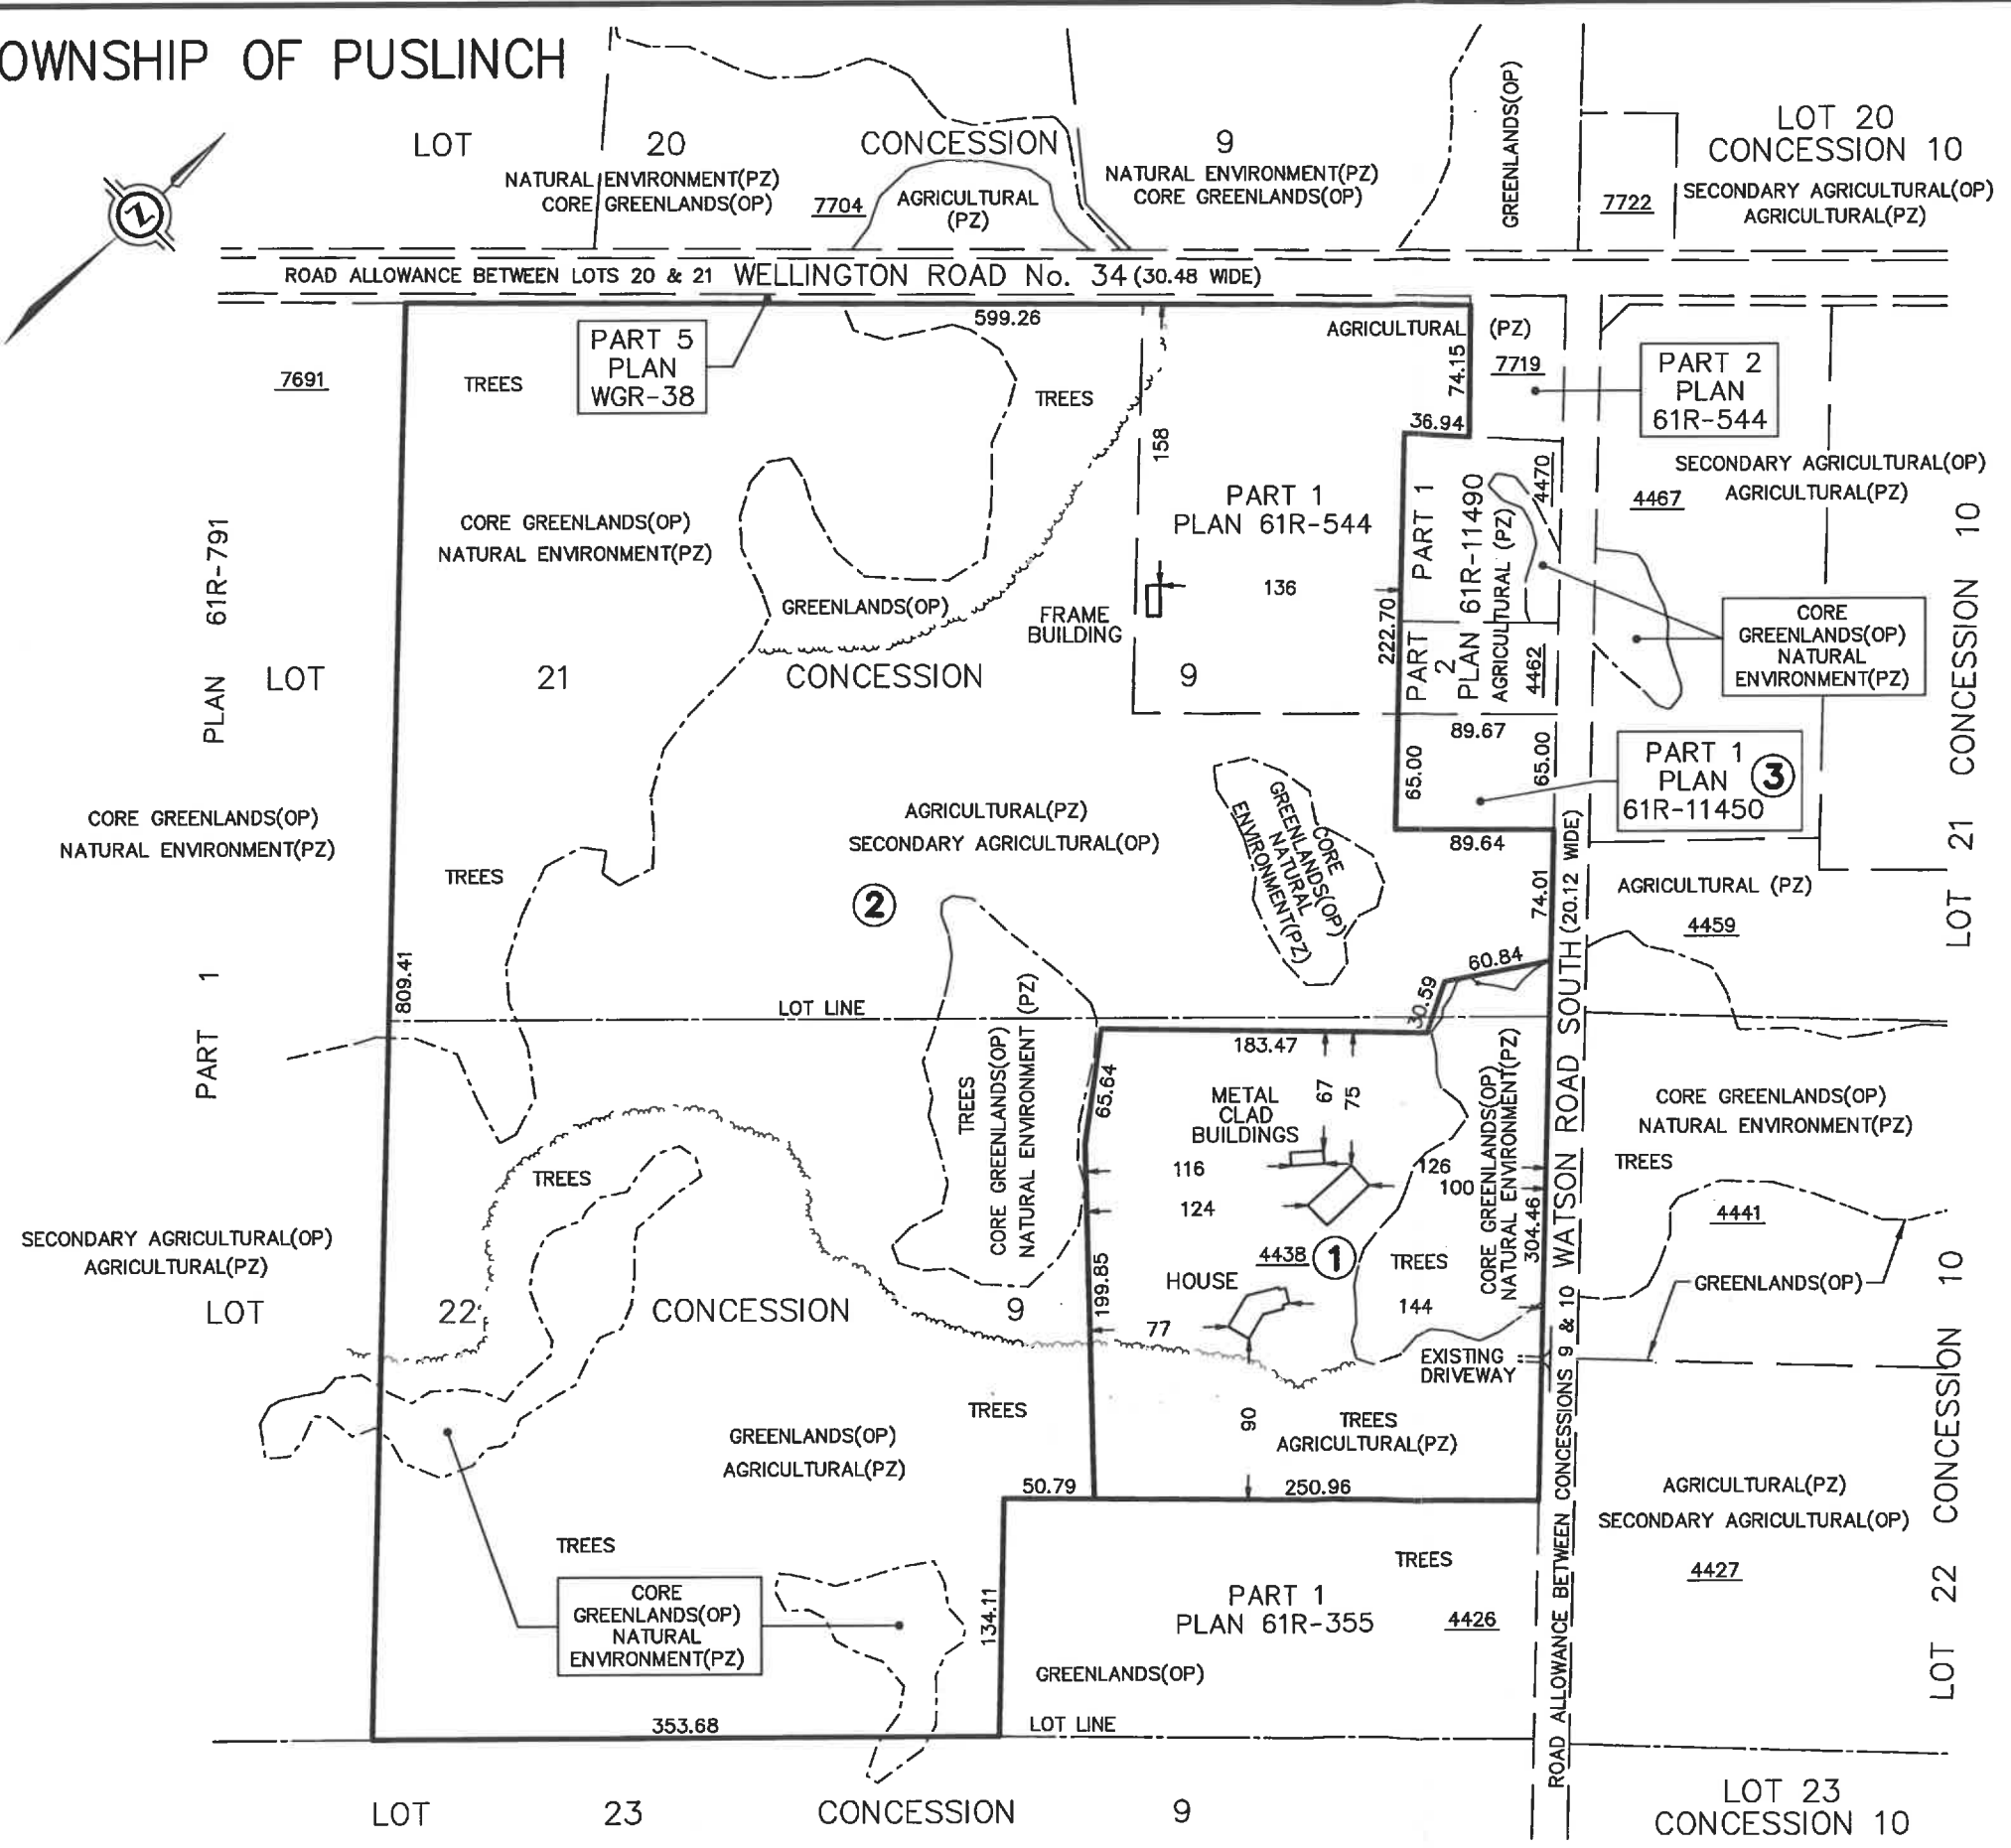 OWNSHIP OF PUSLINCH
LOT 20 CONCESSION 9
NATURAL ENVIRONMENT(PZ)
CORE GREENLANDS(OP)
7704
AGRICULTURAL
(PZ)
NATURAL ENVIRONMENT(PZ)
CORE GREENLANDS(OP)
GREENLANDS(OP)
7722
LOT 20
CONCESSION 10
SECONDARY AGRICULTURAL(OP)
AGRICULTURAL(PZ)
Z
ROAD ALLOWANCE BETWEEN LOTS 20 & 21 WELLINGTON ROAD No. 34 (30.48 WIDE)
599.26
PART 5
PLAN
WGR-38
7691
TREES
TREES
158
AGRICULTURAL (PZ)
74.15
7719
36.94
PART 2
PLAN
61R-544
SECONDARY AGRICULTURAL(OP)
AGRICULTURAL(PZ)
4467
PART 1
PLAN 61R-544
136
PART 1
PLAN 61R-11490
AGRICULTURAL (PZ)
4470
222.70
PART
2
PLAN
AGRICULTURAL (PZ)
4462
CORE GREENLANDS(OP)
NATURAL ENVIRONMENT(PZ)
GREENLANDS(OP)
FRAME
BUILDING
CORE
GREENLANDS(OP)
NATURAL
ENVIRONMENT(PZ)
PART 1 PLAN 61R-791
LOT 21 CONCESSION 9
LOT 21 CONCESSION 10
89.67
65.00
65.00
PART 1
PLAN
61R-11450
3
89.64
CORE GREENLANDS(OP)
NATURAL ENVIRONMENT(PZ)
AGRICULTURAL(PZ)
SECONDARY AGRICULTURAL(OP)
TREES
2
CORE
GREENLANDS(OP)
NATURAL
ENVIRONMENT(PZ)
74.01
AGRICULTURAL (PZ)
4459
809.41
60.84
30.59
LOT LINE
183.47
65.64
TREES
CORE GREENLANDS(OP)
NATURAL ENVIRONMENT (PZ)
METAL
CLAD
BUILDINGS
67
75
116
126
124
100
CORE GREENLANDS(OP)
NATURAL ENVIRONMENT(PZ)
304.46
ROAD ALLOWANCE BETWEEN CONCESSIONS 9 & 10 WATSON ROAD SOUTH (20.12 WIDE)
CORE GREENLANDS(OP)
NATURAL ENVIRONMENT(PZ)
TREES
4441
GREENLANDS(OP)
TREES
SECONDARY AGRICULTURAL(OP)
AGRICULTURAL(PZ)
LOT 22 CONCESSION 9
199.85
4438
1
TREES
HOUSE
144
77
EXISTING
DRIVEWAY
90
TREES
AGRICULTURAL(PZ)
TREES
GREENLANDS(OP)
AGRICULTURAL(PZ)
50.79
250.96
AGRICULTURAL(PZ)
SECONDARY AGRICULTURAL(OP)
4427
LOT 22 CONCESSION 10
TREES
CORE
GREENLANDS(OP)
NATURAL
ENVIRONMENT(PZ)
134.11
TREES
PART 1
PLAN 61R-355
4426
GREENLANDS(OP)
353.68
LOT LINE
LOT 23 CONCESSION 9
LOT 23
CONCESSION 10